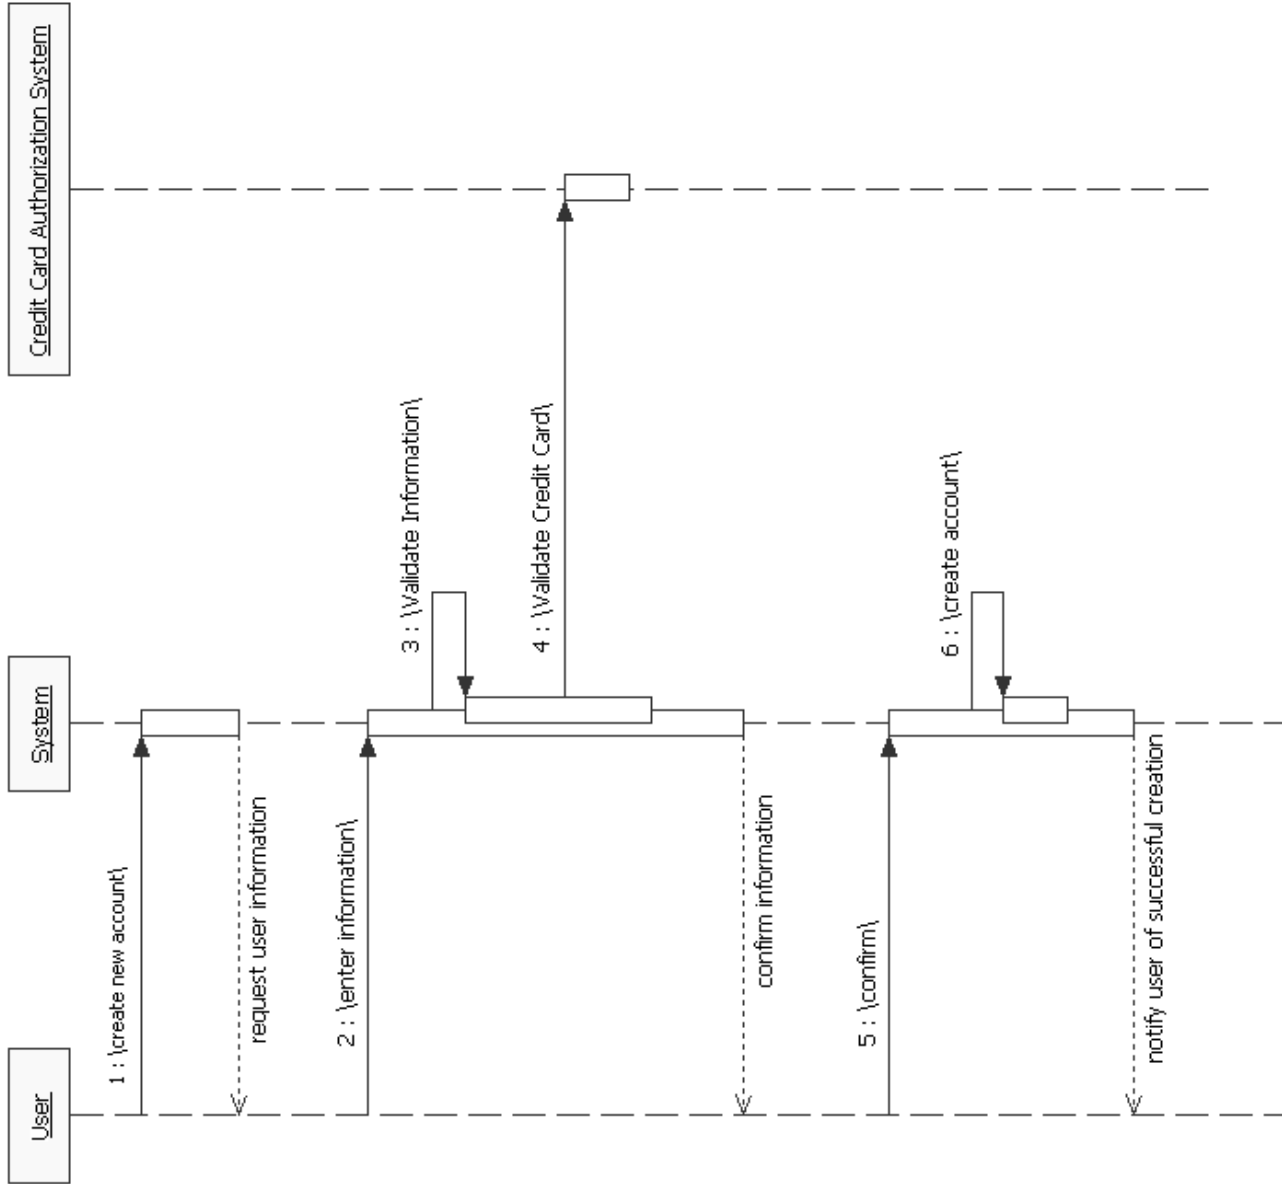 User
System
Credit Card Authorization System
1 : \create new account\
request user information
2 : \enter information\
3 : \Validate Information\
4 : \Validate Credit Card\
confirm information
5 : \confirm\
6 : \create account\
notify user of successful creation